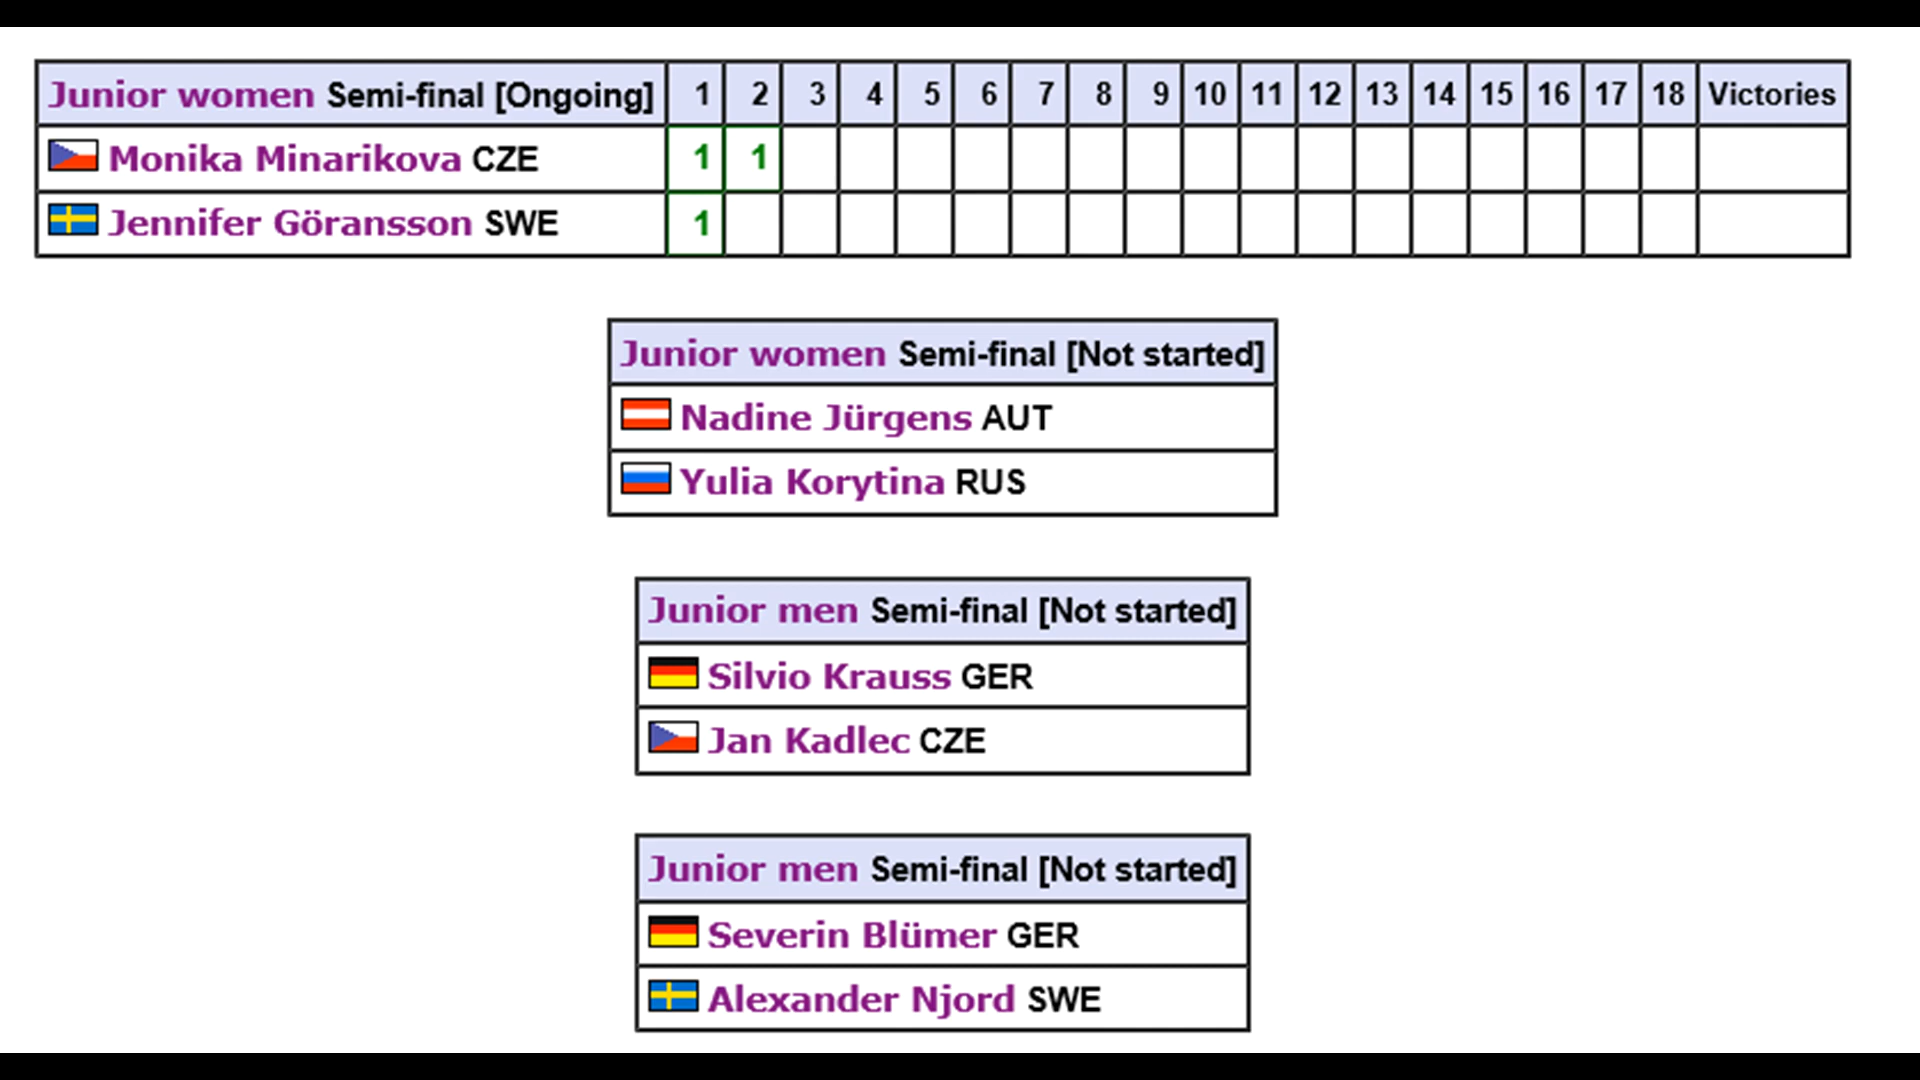 Junior women Semi-final [Ongoing] 1 2 3 4 5 6 7 8 9 10 11 12 13 14 15 16 17 18 Victories
Monika Minarikova CZE 1 1
Jennifer Göransson SWE 1
Junior women Semi-final [Not started]
Nadine Jürgens AUT
Yulia Korytina RUS
Junior men Semi-final [Not started]
Silvio Krauss GER
Jan Kadlec CZE
Junior men Semi-final [Not started]
Severin Blümer GER
Alexander Njord SWE